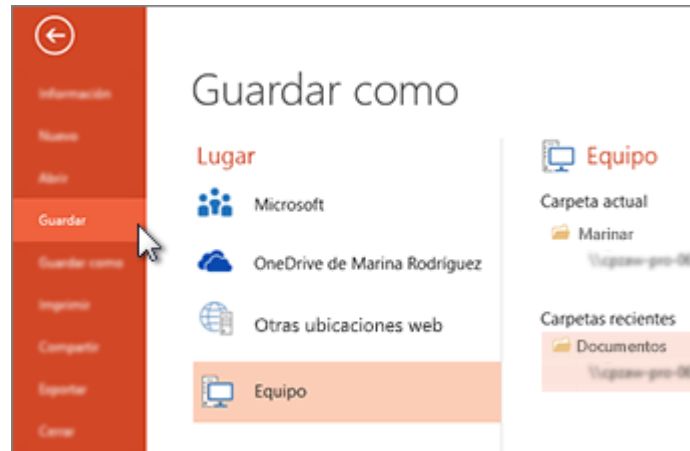 Información
Nuevo
Abrir
Guardar
Guardar como
Imprimir
Compartir
Exportar
Cerrar
Guardar como
Lugar
Microsoft
OneDrive de Marina Rodríguez
Otras ubicaciones web
Equipo
Equipo
Carpeta actual
Marinar
Carpetas recientes
Documentos